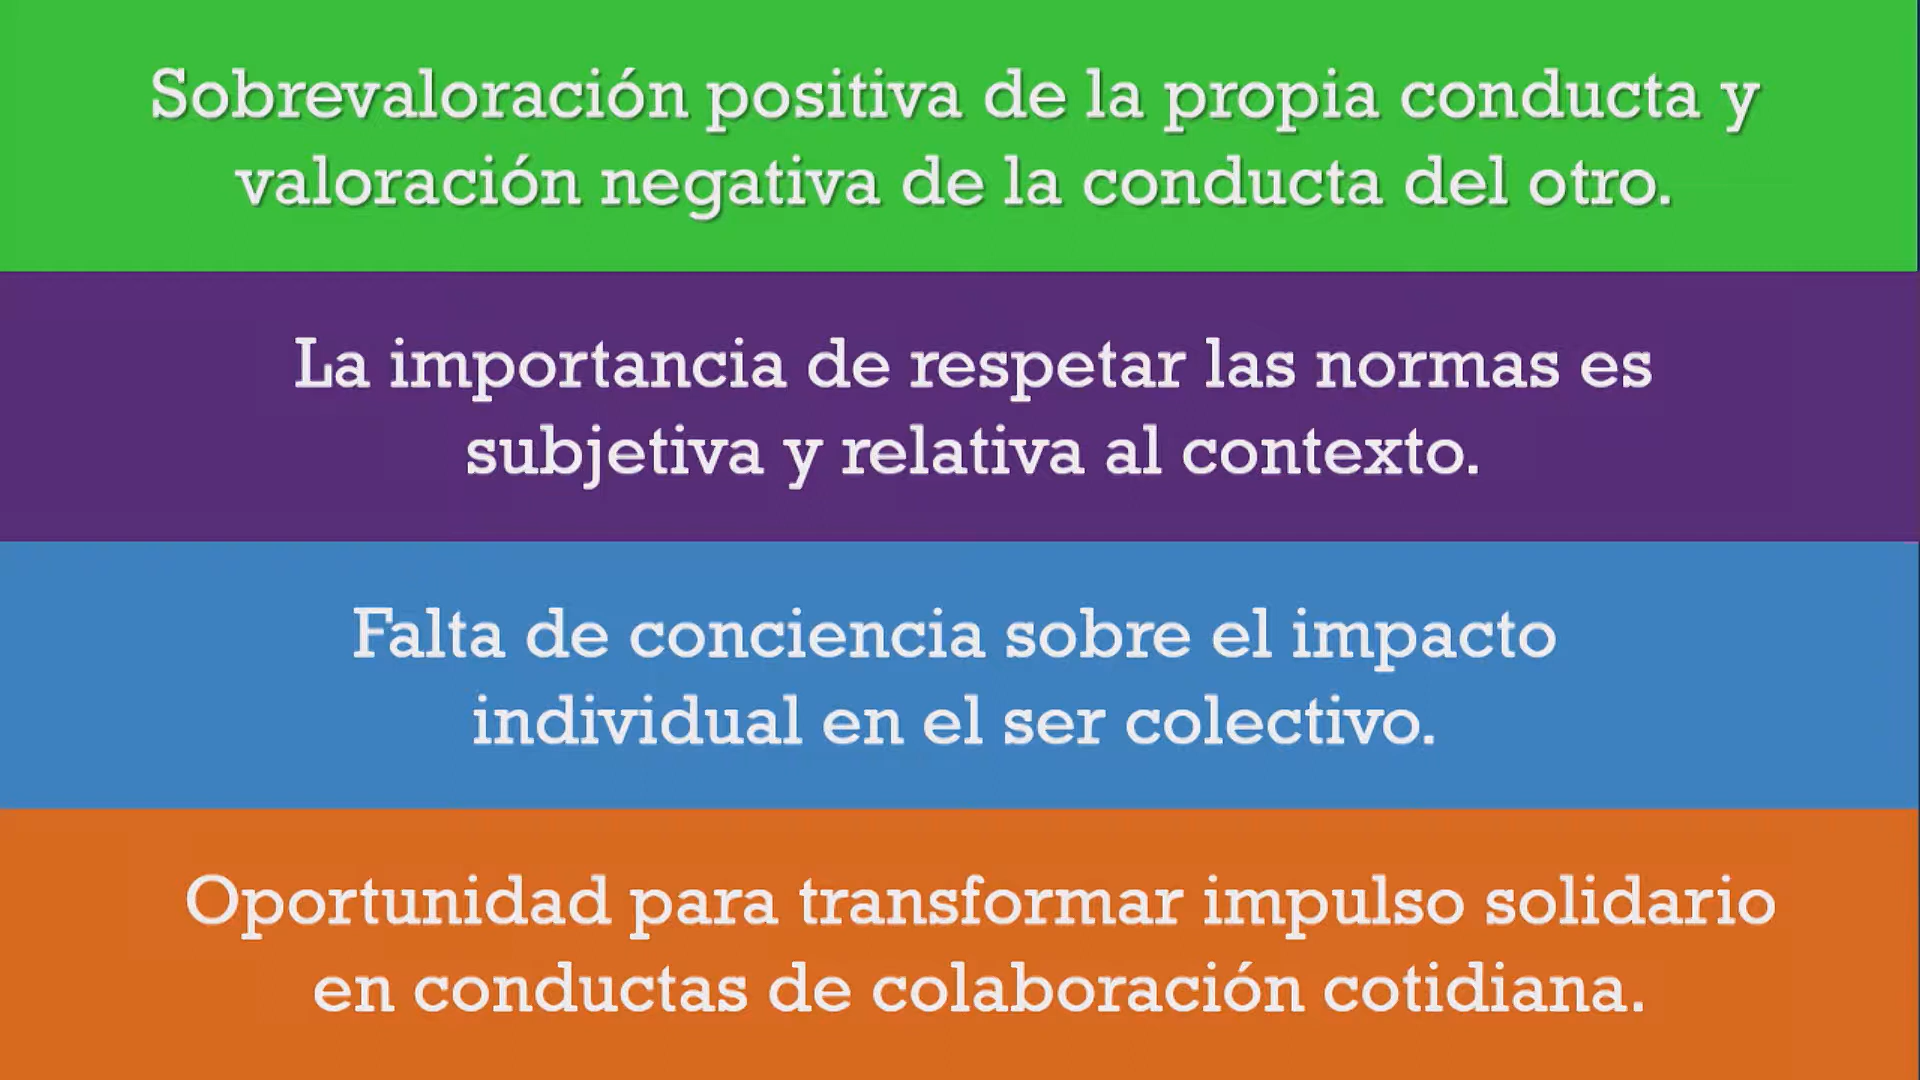 Sobrevaloración positiva de la propia conducta y
valoración negativa de la conducta del otro.
La importancia de respetar las normas es
subjetiva y relativa al contexto.
Falta de conciencia sobre el impacto
individual en el ser colectivo.
Oportunidad para transformar impulso solidario
en conductas de colaboración cotidiana.